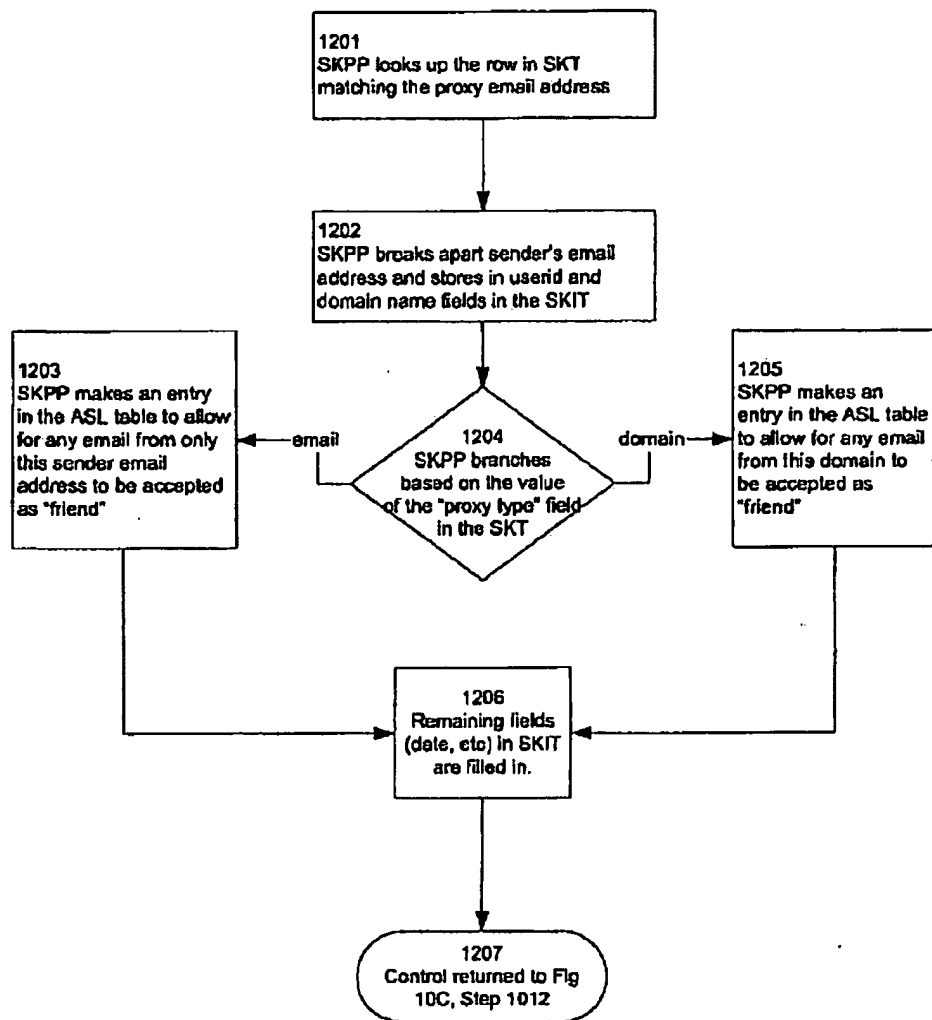 1201
SKPP looks up the row in SKT
matching the proxy email address
1202
SKPP breaks apart sender's email
address and stores in userid and
domain name fields in the SKIT
1203
SKPP makes an entry
in the ASL table to allow
for any email from only
this sender email
address to be accepted
as "friend"
email
1204
SKPP branches
based on the value
of the "proxy type" field
in the SKT
domain
1205
SKPP makes an
entry in the ASL table
to allow for any email
from this domain to
be accepted as
"friend"
1206
Remaining fields
(date, etc) in SKIT
are filled in.
1207
Control returned to Fig
10C, Step 1012